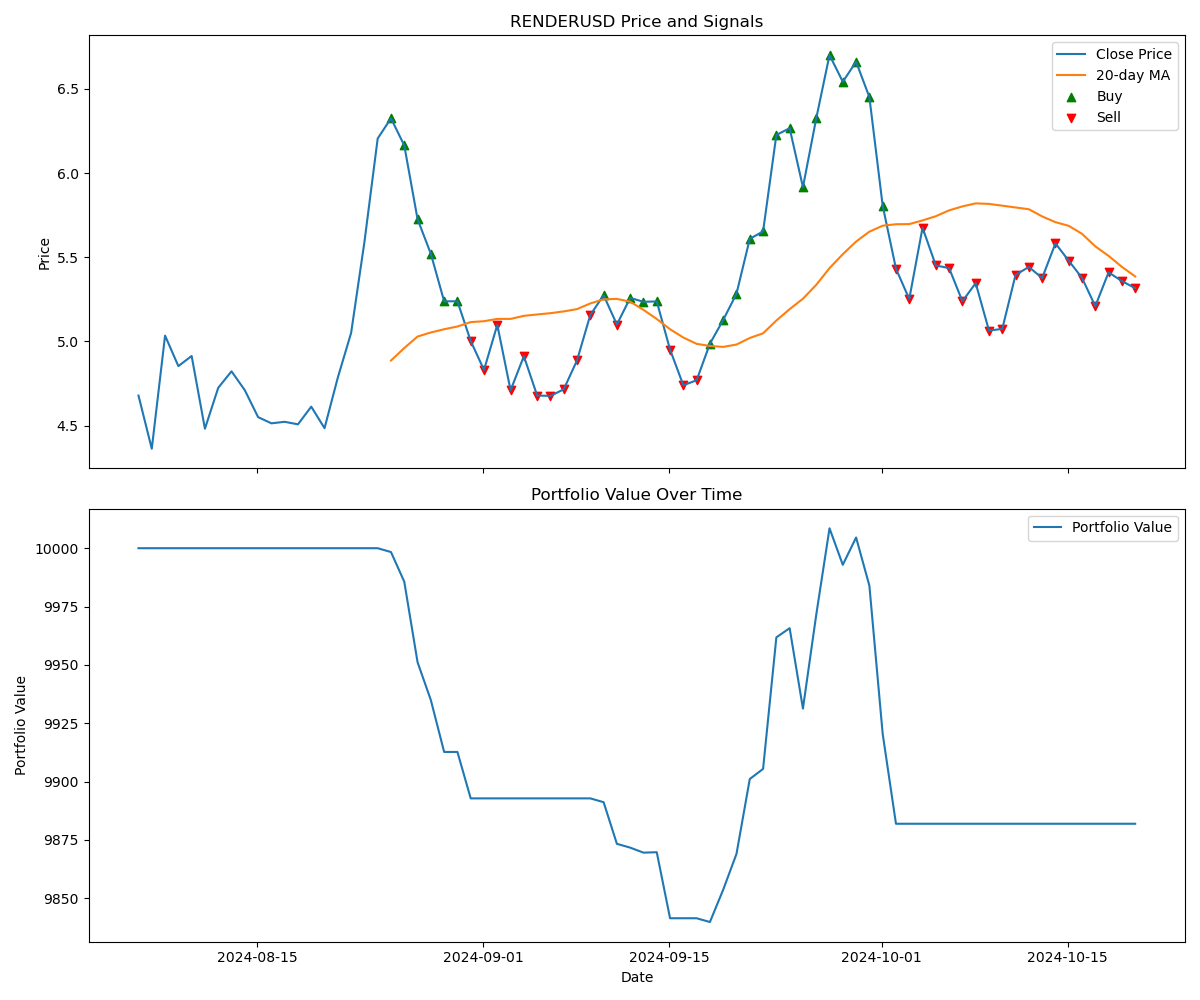 RENDERUSD Price and Signals
Close Price
20-day MA
Buy
Sell
Price
6.5
6.0
5.5
5.0
4.5
Portfolio Value Over Time
Portfolio Value
Portfolio Value
10000
9975
9950
9925
9900
9875
9850
2024-08-15
2024-09-01
2024-09-15
2024-10-01
2024-10-15
Date